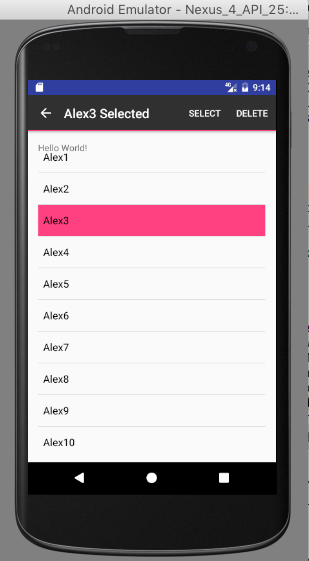 Android Emulator - Nexus_4_API_25:...
9:14
Alex3 Selected SELECT DELETE
Hello World!
Alex1
Alex2
Alex3
Alex4
Alex5
Alex6
Alex7
Alex8
Alex9
Alex10